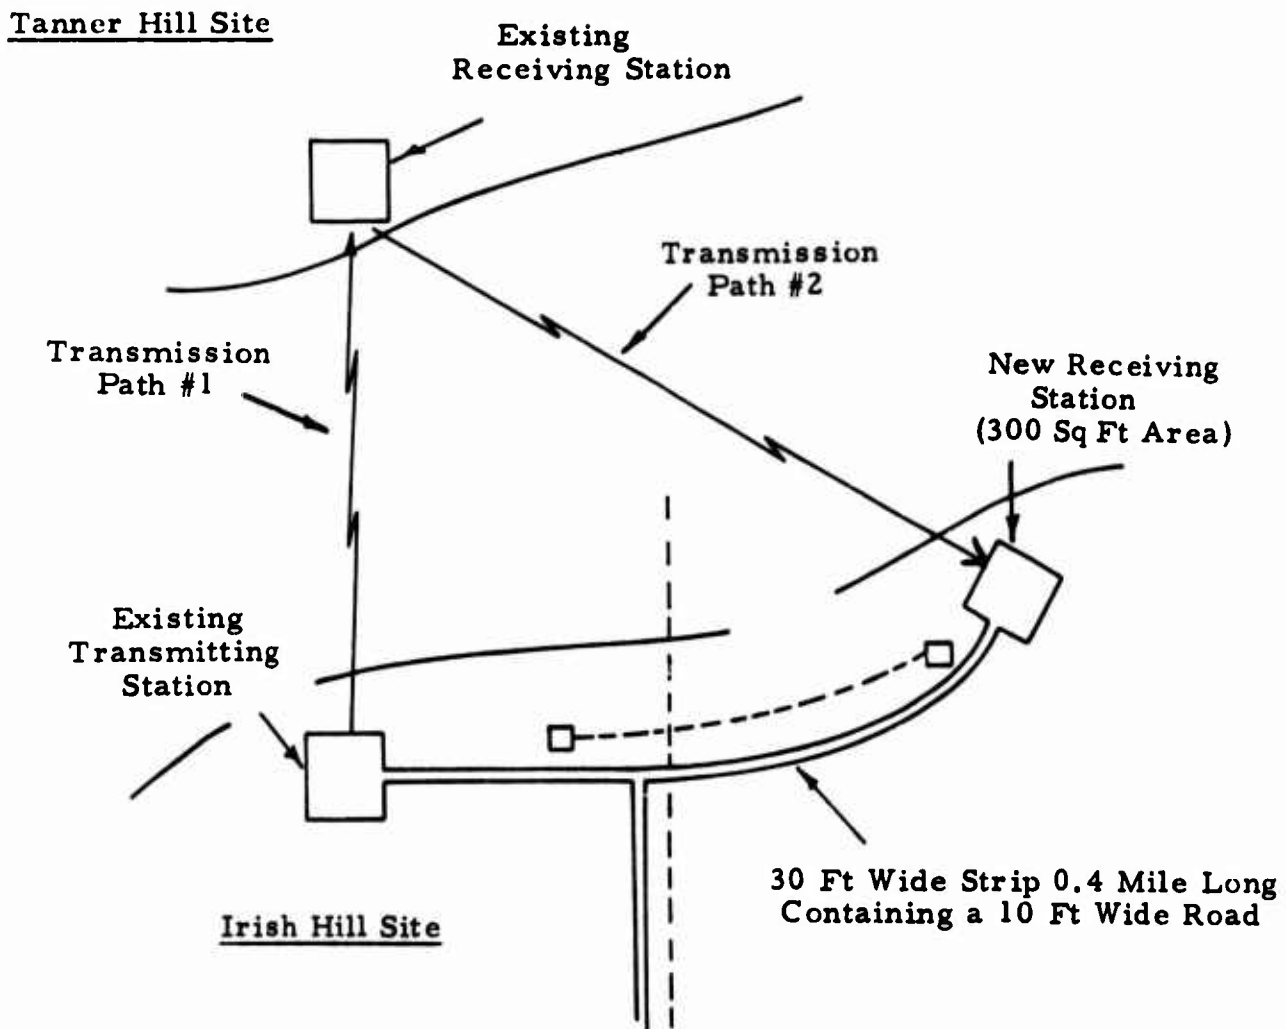 Tanner Hill Site
Existing
Receiving Station
Transmission
Path #2
Transmission
Path #1
New Receiving
Station
(300 Sq Ft Area)
Existing
Transmitting
Station
30 Ft Wide Strip 0.4 Mile Long
Containing a 10 Ft Wide Road
Irish Hill Site